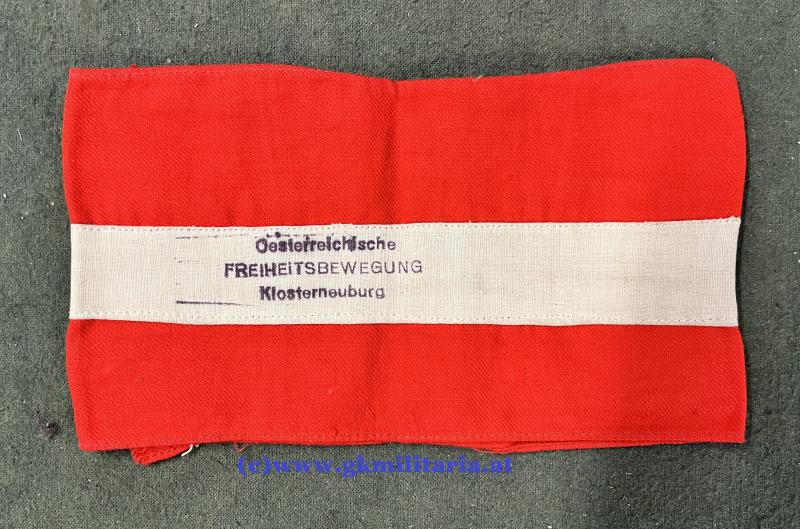 Oesterreichische
FREIHEITSBEWEGUNG
Klosterneuburg
(c)www.gkmilitaria.at